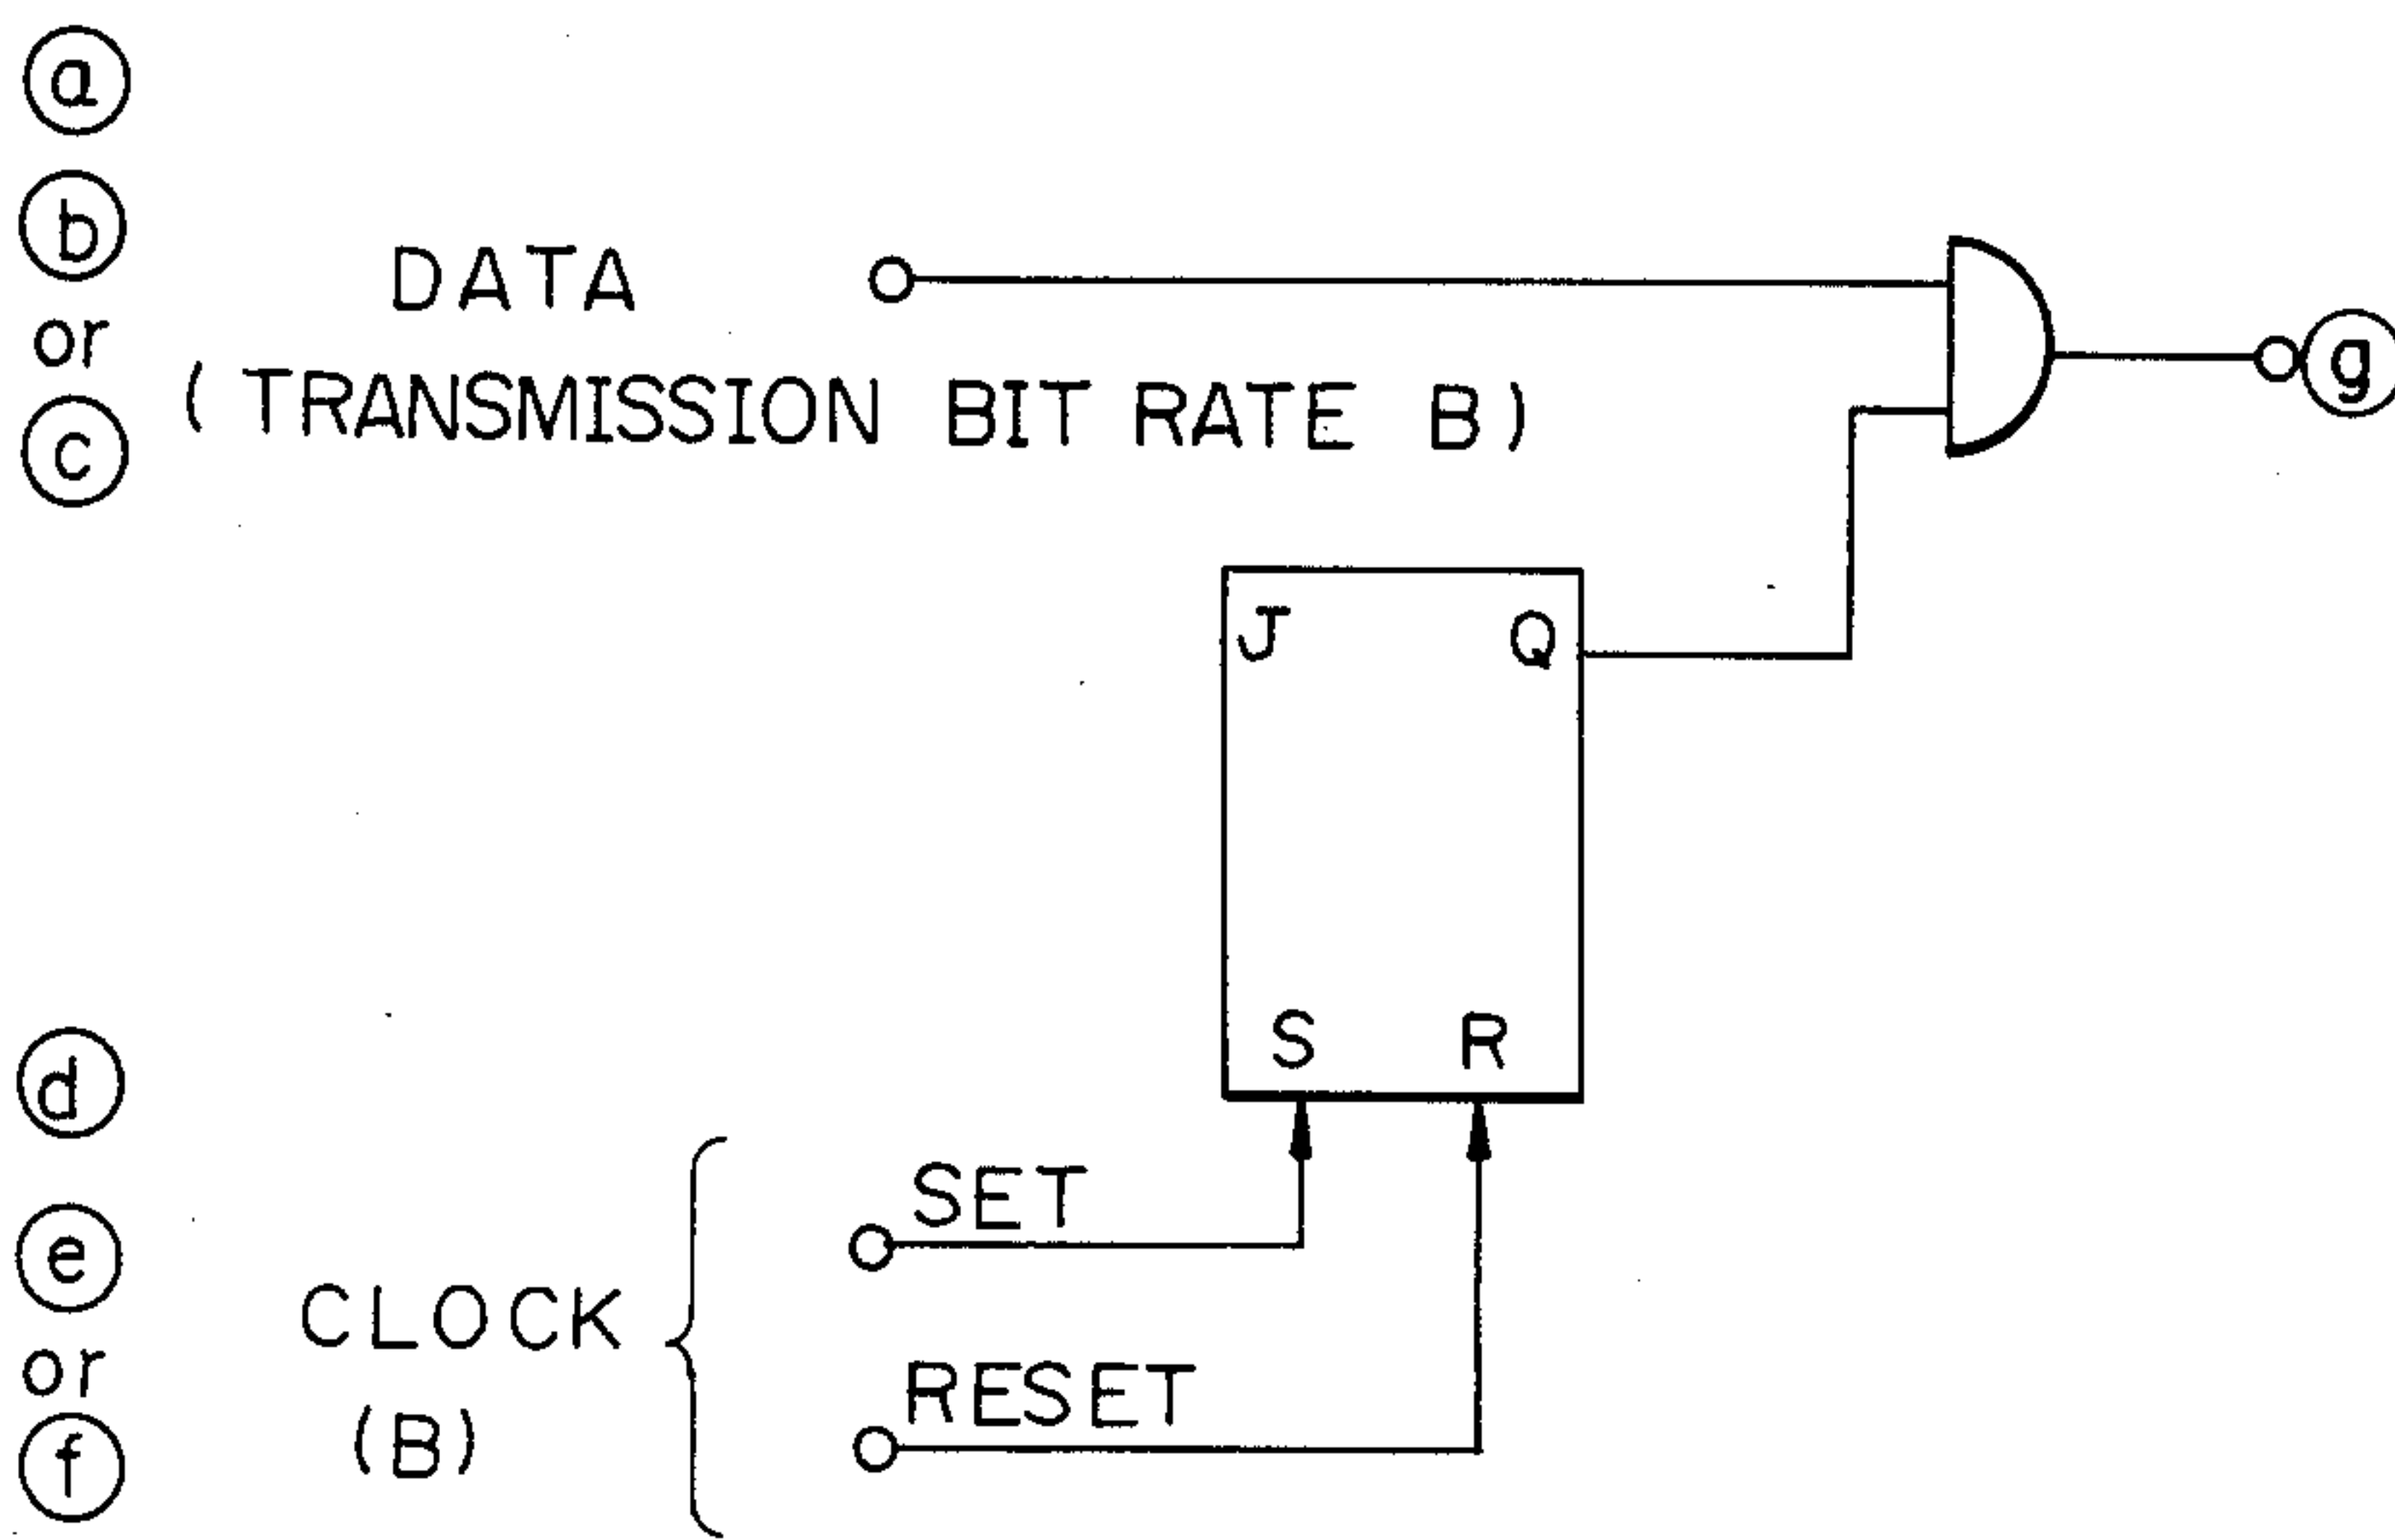 a
b
or
c
DATA
(TRANSMISSION BIT RATE B)
g
J Q
S R
d
e
or
f
CLOCK
(B)
SET
RESET